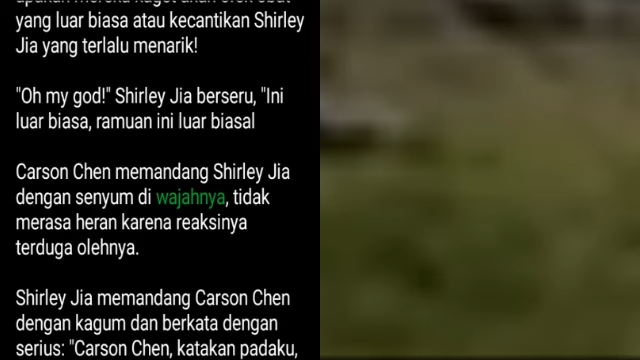 yang luar biasa atau kecantikan Shirley
Jia yang terlalu menarik!
"Oh my god!" Shirley Jia berseru, "Ini
luar biasa, ramuan ini luar biasal
Carson Chen memandang Shirley Jia
dengan senyum di wajahnya, tidak
merasa heran karena reaksinya
terduga olehnya.
Shirley Jia memandang Carson Chen
dengan kagum dan berkata dengan
serius: "Carson Chen, katakan padaku,